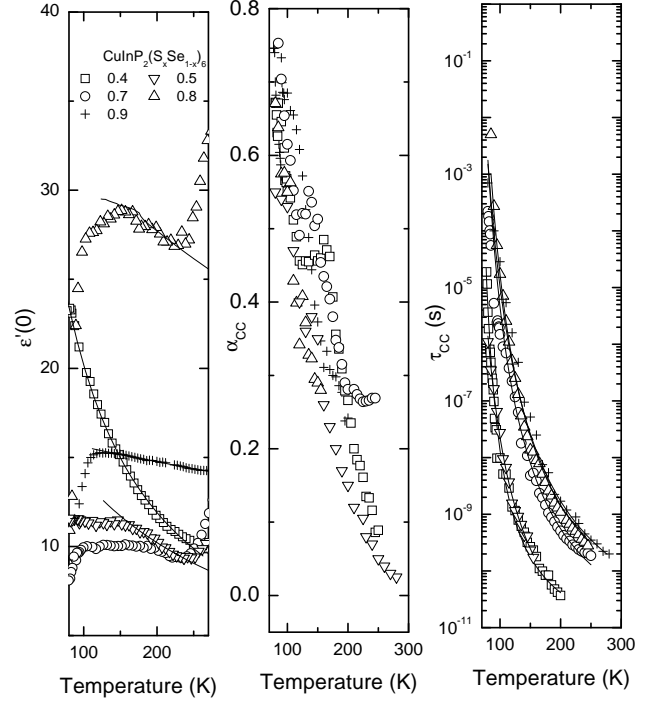 CuInP₂(SₓSe₁₋ₓ)₆
0.4 0.5
0.7 0.8
0.9
40
30
20
10
ε'(0)
100 200
Temperature (K)
0.8
0.6
0.4
0.2
0.0
α_CC
100 200 300
Temperature (K)
10⁻¹
10⁻³
10⁻⁵
10⁻⁷
10⁻⁹
10⁻¹¹
τ_CC (s)
100 200 300
Temperature (K)